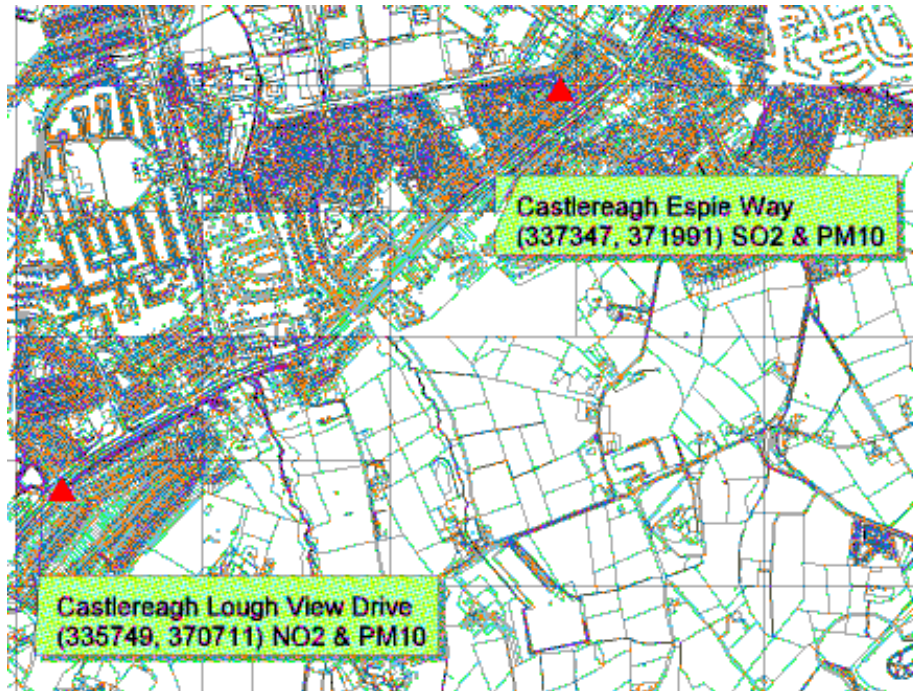 Castlereagh Espie Way
(337347, 371991) SO2 & PM10
Castlereagh Lough View Drive
(335749, 370711) NO2 & PM10